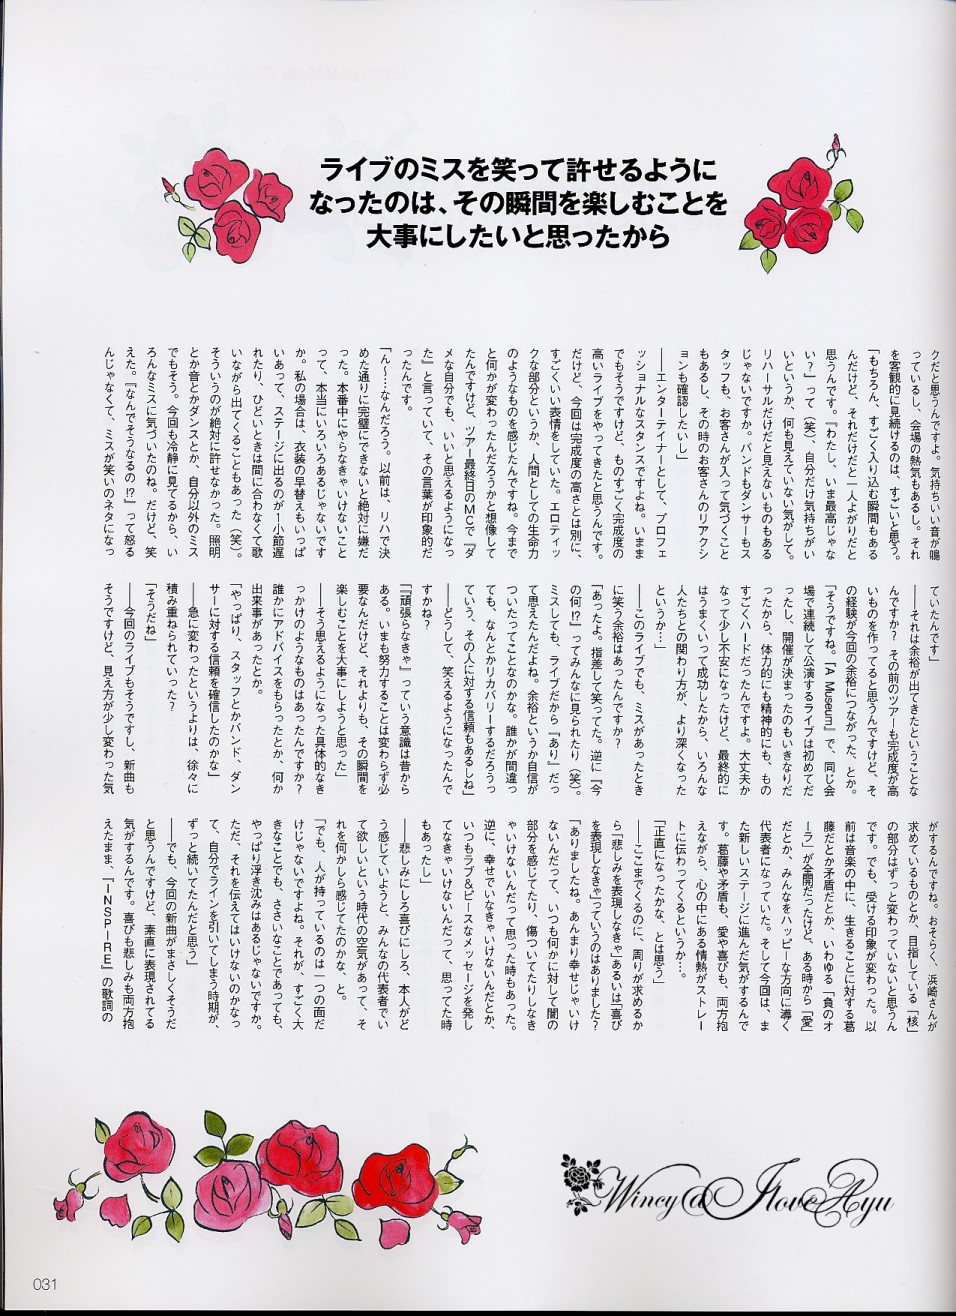 ライブのミスを笑って許せるように
なったのは、その瞬間を楽しむことを
大事にしたいと思ったから
クだと思うんですよ。気持ちいい音が鳴
っているし、会場の熱気もあるし。それ
を客観的に見続けるのは、すごいと思う。
「もちろん、すごく入り込む瞬間もある
んだけど、それだけだと一人よがりだと
思うんです。『わたし、いま最高じゃな
い?』って（笑）、自分だけ気持ちがい
いというか、何も見えていない気がして。
リハーサルだけだと見えないものもある
じゃないですか。バンドもダンサーもス
タッフも、お客さんが入って気づくこと
もあるし、その時のお客さんのリアクシ
ョンも確認したいし」
――エンターテイナーとして、プロフェ
ッショナルなスタンスですよね。いまま
でもそうですけど、ものすごく完成度の
高いライブをやってきたと思うんです。
だけど、今回は完成度の高さとは別に、
すごくいい表情をしていた。エロティッ
クな部分というか、人間としての生命力
のようなものを感じたんですね。今まで
と何かが変わったんだろうかと想像して
たんですけど、ツアー最終日のMCで『ダ
メな自分でも、いいと思えるようになっ
た』と言っていて、その言葉が印象的だ
ったんです。
「ん〜…なんだろう。以前は、リハで決
めた通りに完璧にできないと絶対に嫌だ
った。本番中にやらなきゃいけないこと
って、本当にいろいろあるじゃないです
か。私の場合は、衣装の早替えもいっぱ
いあって、ステージに出るのが1小節遅
れたり、ひどいときは間に合わなくて歌
いながら出てくることもあった（笑）。
そういうのが絶対に許せなかった。照明
とか音とかダンスとか、自分以外のミス
でもそう。今回も冷静に見てるから、い
ろんなミスに気づいたのね。だけど、笑
えた。『なんでそうなるの!?』って怒る
んじゃなくて、ミスが笑いのネタになっ
ていたんです」
――それは余裕が出てきたということな
んですか? その前のツアーも完成度が高
いものを作ってると思うんですけど、そ
の経験が今回の余裕につながった、とか。
「そうですね。『A Museum』で、同じ会
場で連続して公演するライブは初めてだ
ったし、開催が決まったのもいきなりだ
ったから、体力的にも精神的にも、もの
すごくハードだったんですよ。大丈夫か
なって少し不安になったけど、最終的に
はうまくいって成功したから、いろんな
人たちとの関わり方が、より深くなった
というか…」
――このライブでも、ミスがあったとき
に笑う余裕はあったんですか?
「あったよ。指差して笑ってた。逆に『今
の何!?』ってみんなに見られたり（笑）。
ミスしても、ライブだから『あり』だっ
て思えたんだよね。余裕というか自信が
ついたってことなのかな。誰かが間違っ
ても、なんとかリカバリーするだろうっ
ていう、その人に対する信頼もあるしね」
――どうして、笑えるようになったんで
すかね?
「『頑張らなきゃ』っていう意識は昔から
ある。いまも努力することは変わらず必
要なんだけど、それよりも、その瞬間を
楽しむことを大事にしようと思った」
――そう思えるようになった具体的なき
っかけのようなものはあったんですか?
誰かにアドバイスをもらったとか、何か
出来事があったとか。
「やっぱり、スタッフとかバンド、ダン
サーに対する信頼を確信したのかな」
――急に変わったというよりは、徐々に
積み重ねられていった?
「そうだね」
――今回のライブもそうですし、新曲も
そうですけど、見え方が少し変わった気
がするんですね。おそらく、浜崎さんが
求めているものとか、目指している「核」
の部分はずっと変わっていないと思うん
です。でも、受ける印象が変わった。以
前は音楽の中に、生きることに対する葛
藤だとか矛盾だとか、いわゆる「負のオ
ーラ」が全開だったけど、ある時から「愛」
だとか、みんなをハッピーな方向に導く
代表者になっていた。そして今回は、ま
た新しいステージに進んだ気がするんで
す。葛藤や矛盾も、愛や喜びも、両方抱
えながら、心の中にある情熱がストレー
トに伝わってくるというか…。
「正直になったかな、とは思う」
――ここまでくるのに、周りが求めるか
ら「悲しみを表現しなきゃ」あるいは「喜び
を表現しなきゃ」っていうのはありました?
「ありましたね。あんまり幸せじゃいけ
ないんだって、いつも何かに対して闇の
部分を感じてたり、傷ついてたりしなき
ゃいけないんだって思った時もあった。
逆に、幸せでいなきゃいけないんだとか、
いつもラブ&ピースなメッセージを発し
てなきゃいけないんだって、思ってた時
もあったし」
――悲しみにしろ喜びにしろ、本人がど
う感じていようと、みんなの代表者でい
て欲しいという時代の空気があって、そ
れを何かしら感じてたのかな、と。
「でも、人が持っているのは一つの面だ
けじゃないですよね。それが、すごく大
きなことでも、ささいなことであっても、
やっぱり浮き沈みはあるじゃないですか。
ただ、それを伝えてはいけないのかなっ
て、自分でラインを引いてしまう時期が、
ずっと続いてたんだと思う」
――でも、今回の新曲がまさしくそうだ
と思うんですけど、素直に表現されてる
気がするんです。喜びも悲しみも両方抱
えたまま、「INSPIRE」の歌詞の
Wincy@IloveAyu
031